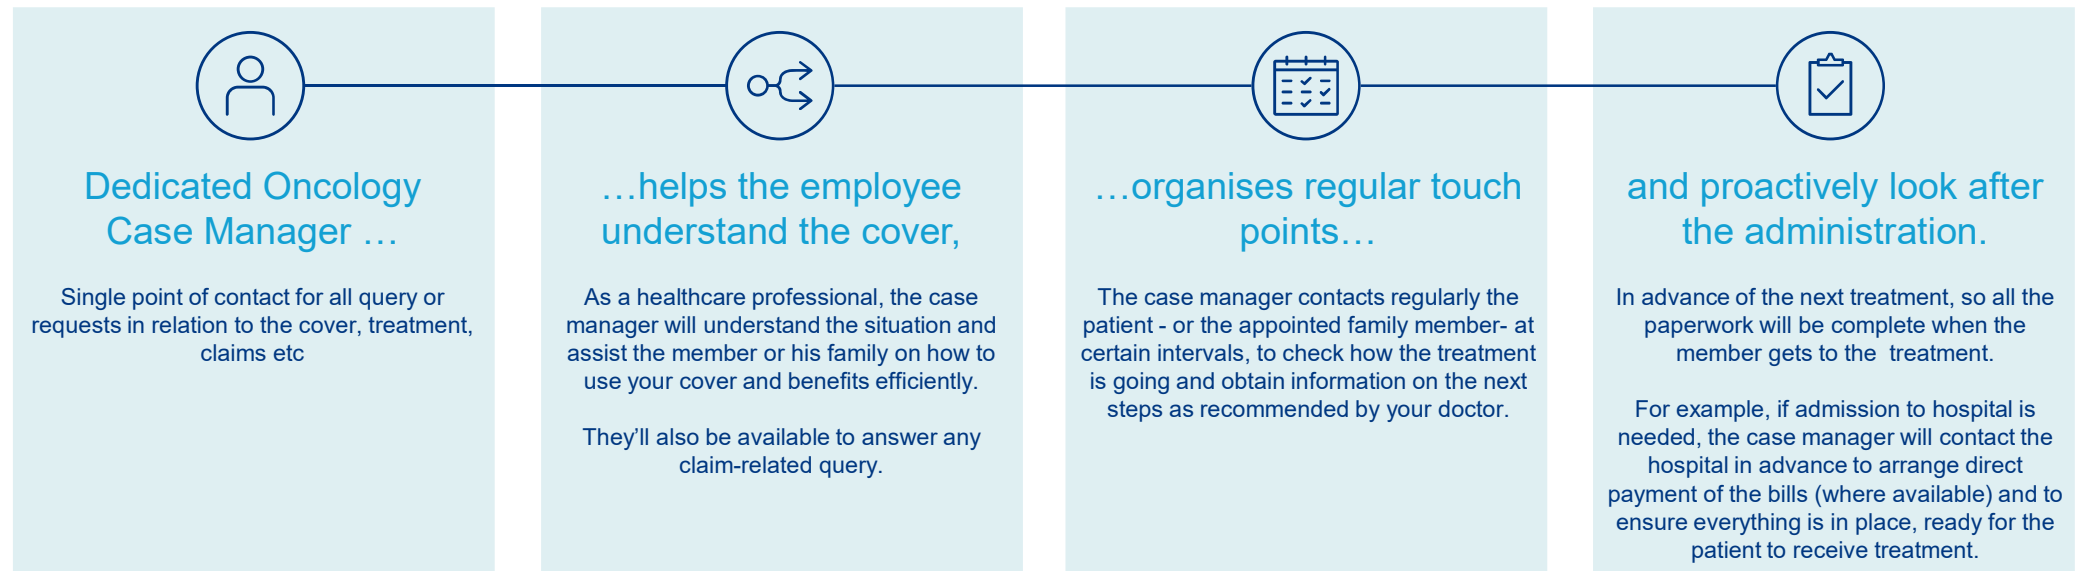 Dedicated Oncology
Case Manager …
Single point of contact for all query or
requests in relation to the cover, treatment,
claims etc
…helps the employee
understand the cover,
As a healthcare professional, the case
manager will understand the situation and
assist the member or his family on how to
use your cover and benefits efficiently.
They’ll also be available to answer any
claim-related query.
…organises regular touch
points…
The case manager contacts regularly the
patient - or the appointed family member- at
certain intervals, to check how the treatment
is going and obtain information on the next
steps as recommended by your doctor.
and proactively look after
the administration.
In advance of the next treatment, so all the
paperwork will be complete when the
member gets to the  treatment.
For example, if admission to hospital is
needed, the case manager will contact the
hospital in advance to arrange direct
payment of the bills (where available) and to
ensure everything is in place, ready for the
patient to receive treatment.